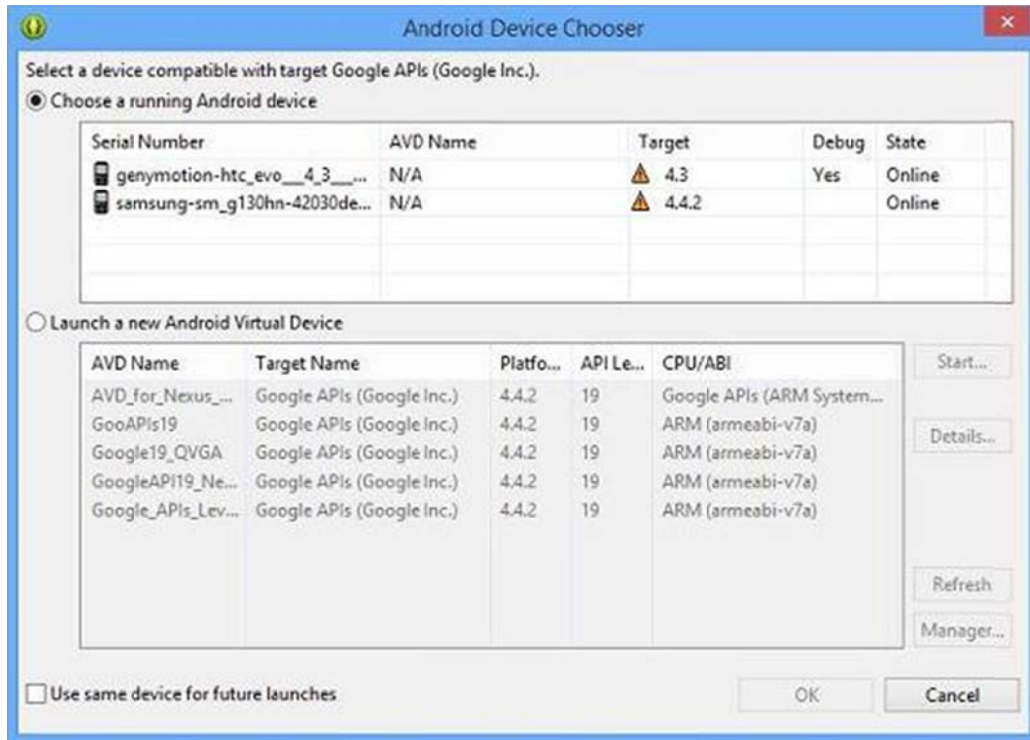 Android Device Chooser
Select a device compatible with target Google APIs (Google Inc.).
Choose a running Android device
Serial Number AVD Name Target Debug State
genymotion-htc_evo__4_3__... N/A 4.3 Yes Online
samsung-sm_g130hn-42030de... N/A 4.4.2 Online
Launch a new Android Virtual Device
AVD Name Target Name Platfo... API Le... CPU/ABI Start...
AVD_for_Nexus_... Google APIs (Google Inc.) 4.4.2 19 Google APIs (ARM System...
GooAPIs19 Google APIs (Google Inc.) 4.4.2 19 ARM (armeabi-v7a)
Details...
Google19_QVGA Google APIs (Google Inc.) 4.4.2 19 ARM (armeabi-v7a)
GoogleAPI19_Ne... Google APIs (Google Inc.) 4.4.2 19 ARM (armeabi-v7a)
Google_APIs_Lev... Google APIs (Google Inc.) 4.4.2 19 ARM (armeabi-v7a)
Refresh
Manager...
Use same device for future launches OK Cancel